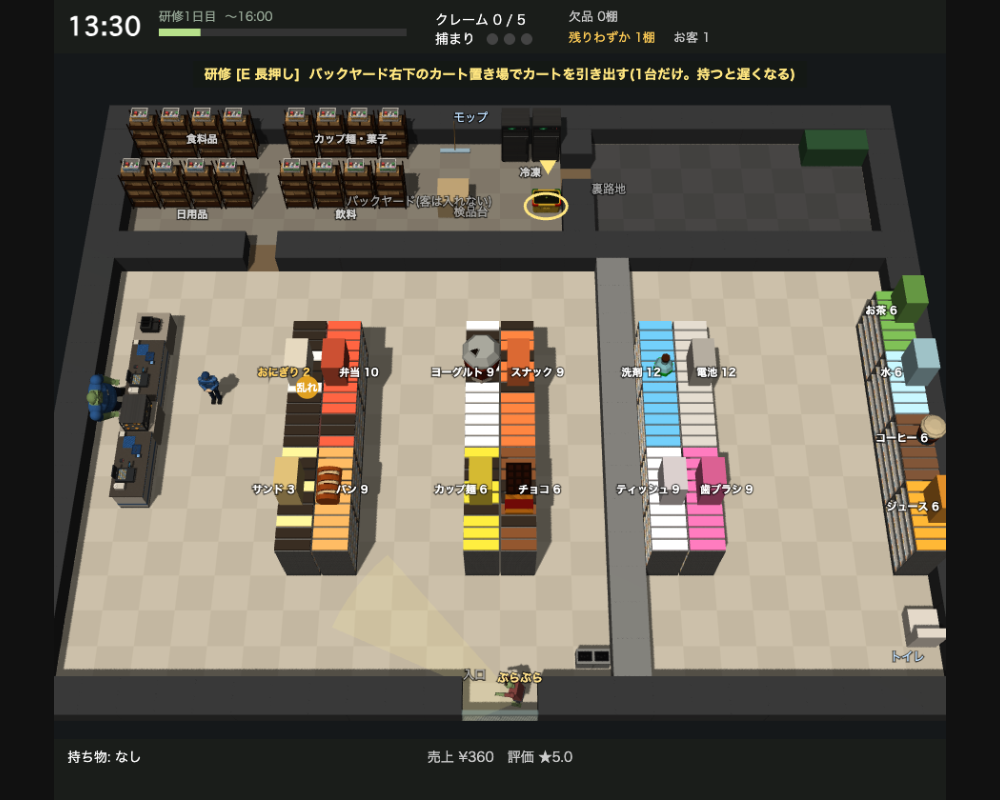 13:30
研修1日目 〜16:00
クレーム 0 / 5
捕まり
欠品 0棚
残りわずか 1棚 お客 1
研修 [E 長押し] バックヤード右下のカート置き場でカートを引き出す(1台だけ。持つと遅くなる)
モップ
食料品
カップ麺・菓子
冷凍
裏路地
バックヤード(客は入れない)
検品台
日用品
飲料
お茶 6
おにぎり 2
弁当 10
ヨーグルト 9
スナック 9
洗剤 12
電池 12
水 6
乱れ
コーヒー 6
サンド 3
パン 9
カップ麺 6
チョコ 6
ティッシュ 9
歯ブラシ 9
ジュース 6
トイレ
入口
ぶらぶら
持ち物: なし
売上 ¥360 評価 ★5.0